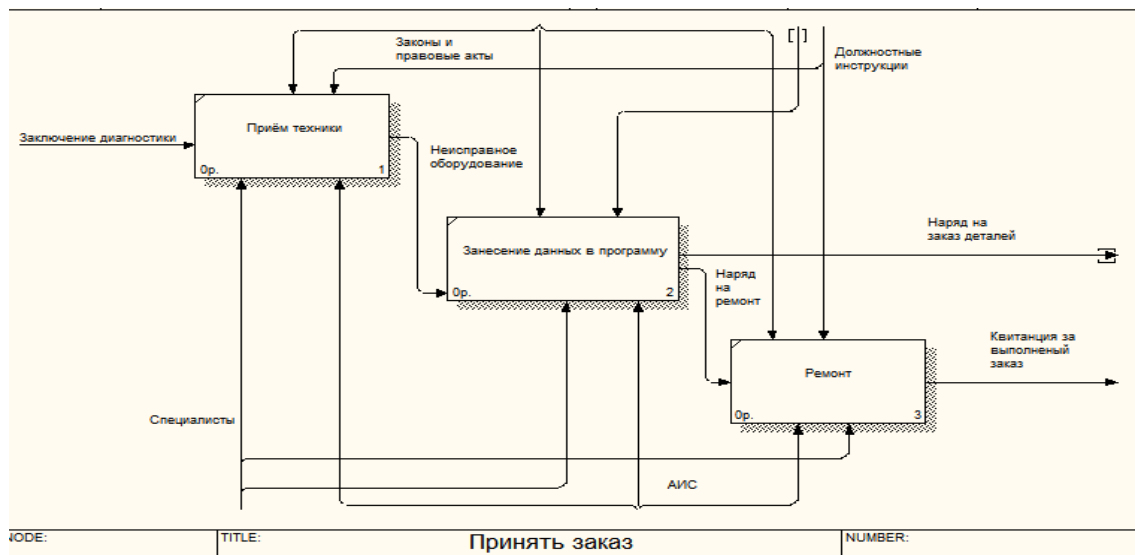 Законы и
правовые акты
[ ]
Должностные
инструкции
Приём техники
0р.
1
Заключение диагностики
Неисправное
оборудование
Занесение данных в программу
0р.
2
Наряд на
заказ деталей
[ ]
Наряд
на
ремонт
Ремонт
0р.
3
Квитанция за
выполненый
заказ
Специалисты
АИС
NODE:
TITLE:
Принять заказ
NUMBER: